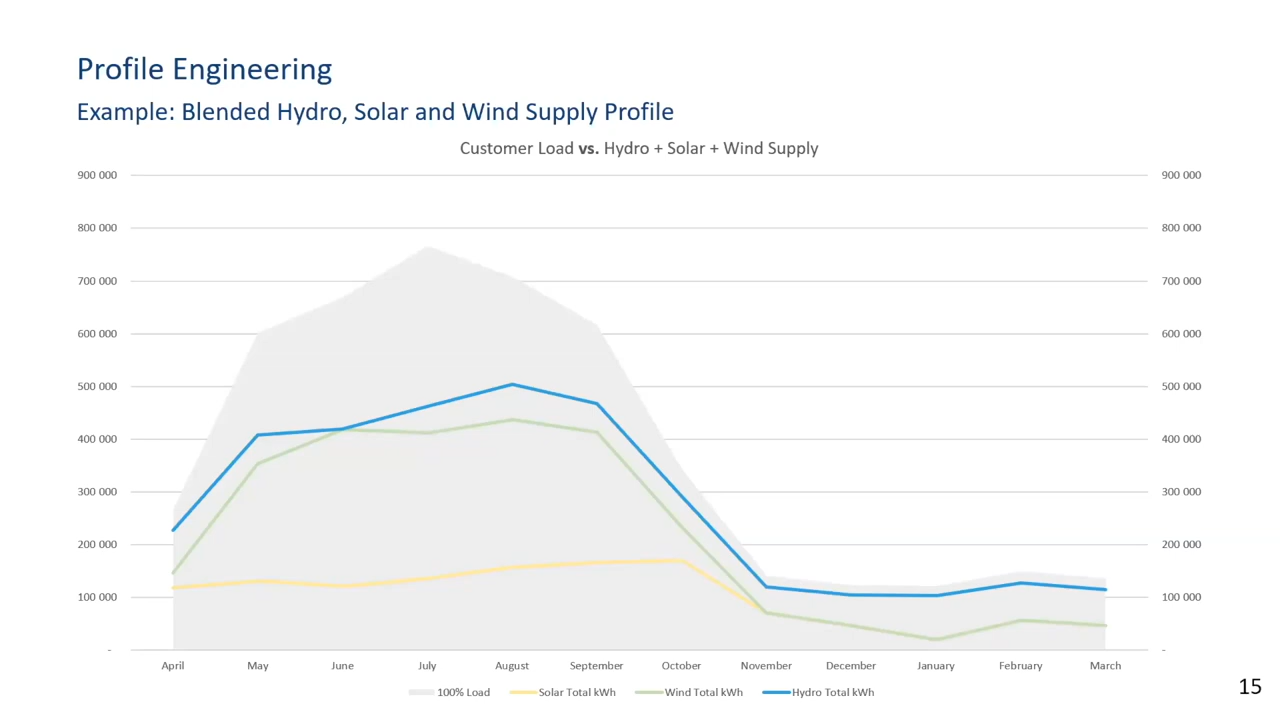 Profile Engineering
Example: Blended Hydro, Solar and Wind Supply Profile
Customer Load vs. Hydro + Solar + Wind Supply
900 000 900 000
800 000 800 000
700 000 700 000
600 000 600 000
500 000 500 000
400 000 400 000
300 000 300 000
200 000 200 000
100 000 100 000
- -
April May June July August September October November December January February March
100% Load Solar Total kWh Wind Total kWh Hydro Total kWh
15